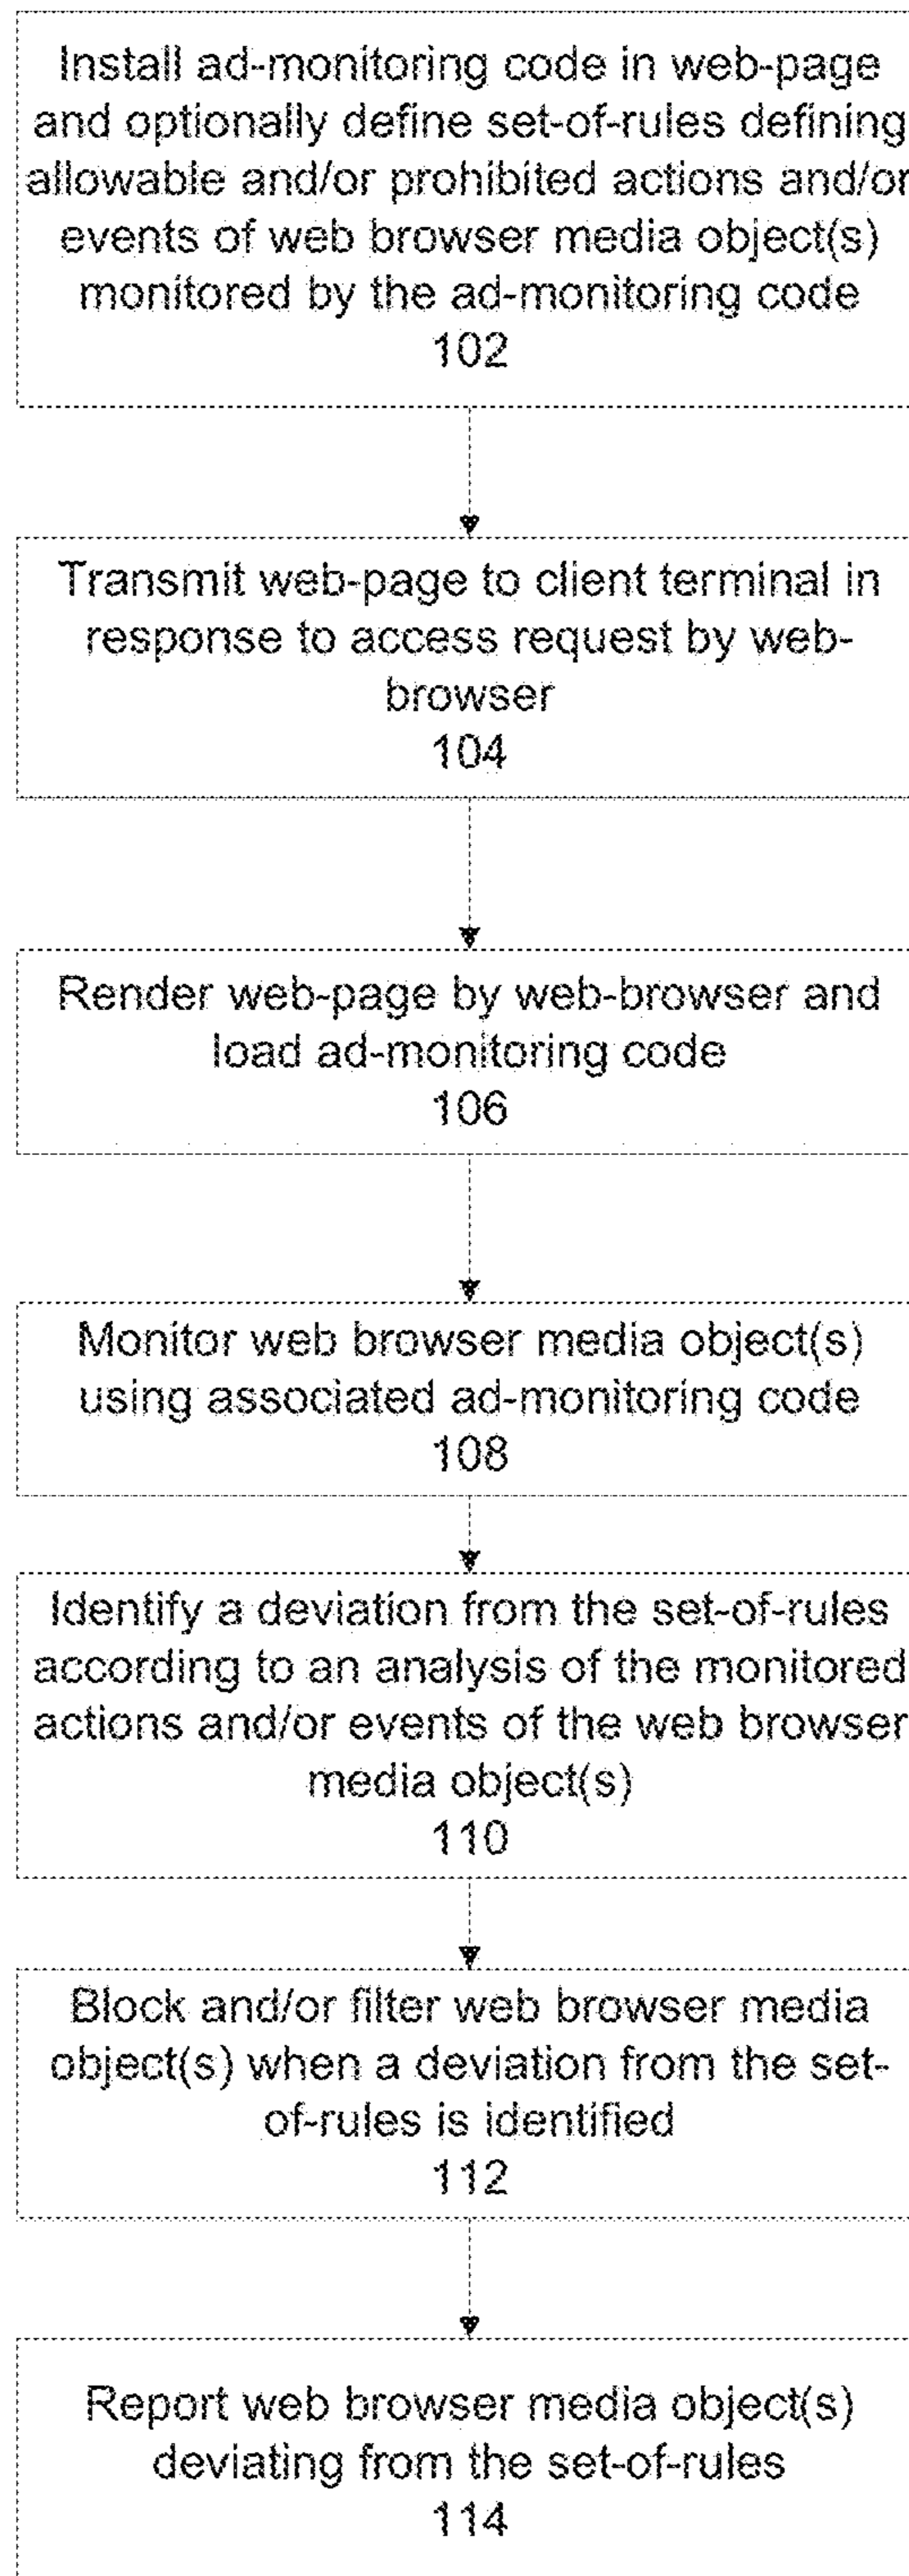 Install ad-monitoring code in web-page
and optionally define set-of-rules defining
allowable and/or prohibited actions and/or
events of web browser media object(s)
monitored by the ad-monitoring code
102
Transmit web-page to client terminal in
response to access request by web-
browser
104
Render web-page by web-browser and
load ad-monitoring code
106
Monitor web browser media object(s)
using associated ad-monitoring code
108
Identify a deviation from the set-of-rules
according to an analysis of the monitored
actions and/or events of the web browser
media object(s)
110
Block and/or filter web browser media
object(s) when a deviation from the set-
of-rules is identified
112
Report web browser media object(s)
deviating from the set-of-rules
114